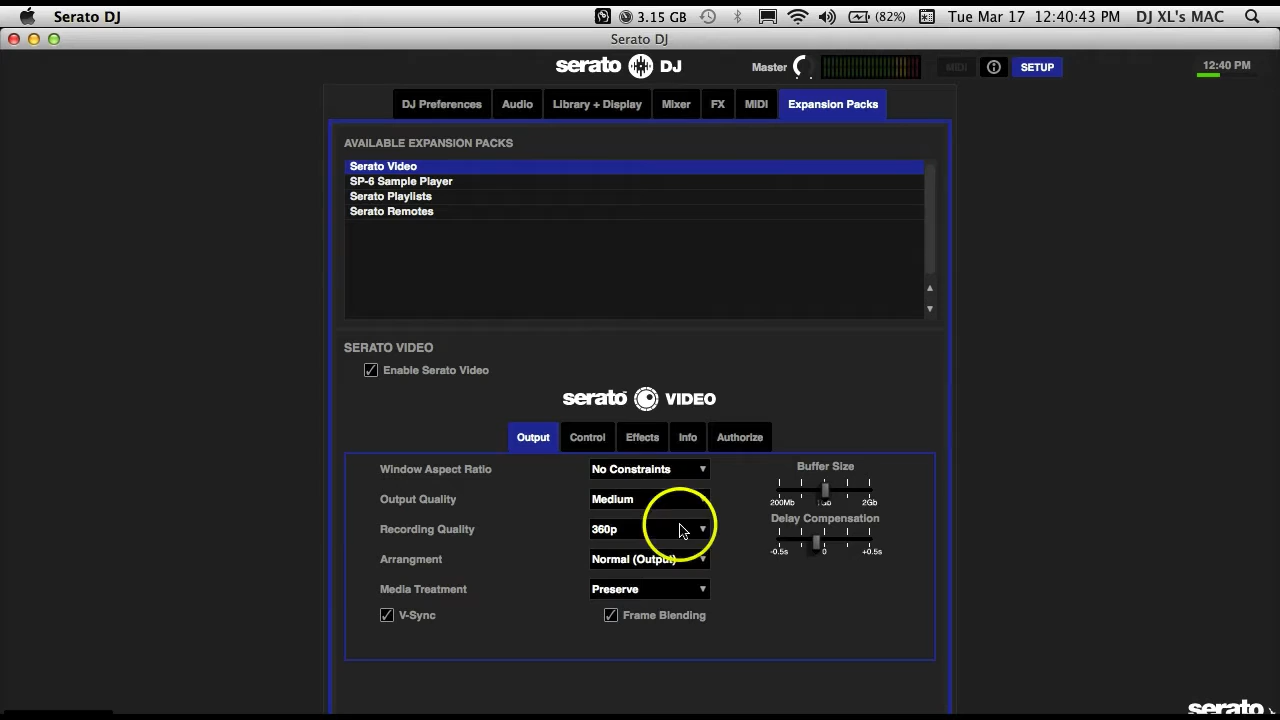 Serato DJ 3.15 GB (82%) Tue Mar 17 12:40:43 PM DJ XL's MAC
Serato DJ
serato DJ Master MIDI SETUP 12:40 PM
DJ Preferences Audio Library + Display Mixer FX MIDI Expansion Packs
AVAILABLE EXPANSION PACKS
Serato Video
SP-6 Sample Player
Serato Playlists
Serato Remotes
SERATO VIDEO
Enable Serato Video
serato VIDEO
Output Control Effects Info Authorize
Window Aspect Ratio No Constraints Buffer Size
Output Quality Medium 200Mb 1Gb 2Gb
Recording Quality 360p Delay Compensation
-0.5s 0 +0.5s
Arrangment Normal (Output)
Media Treatment Preserve
V-Sync Frame Blending
serato